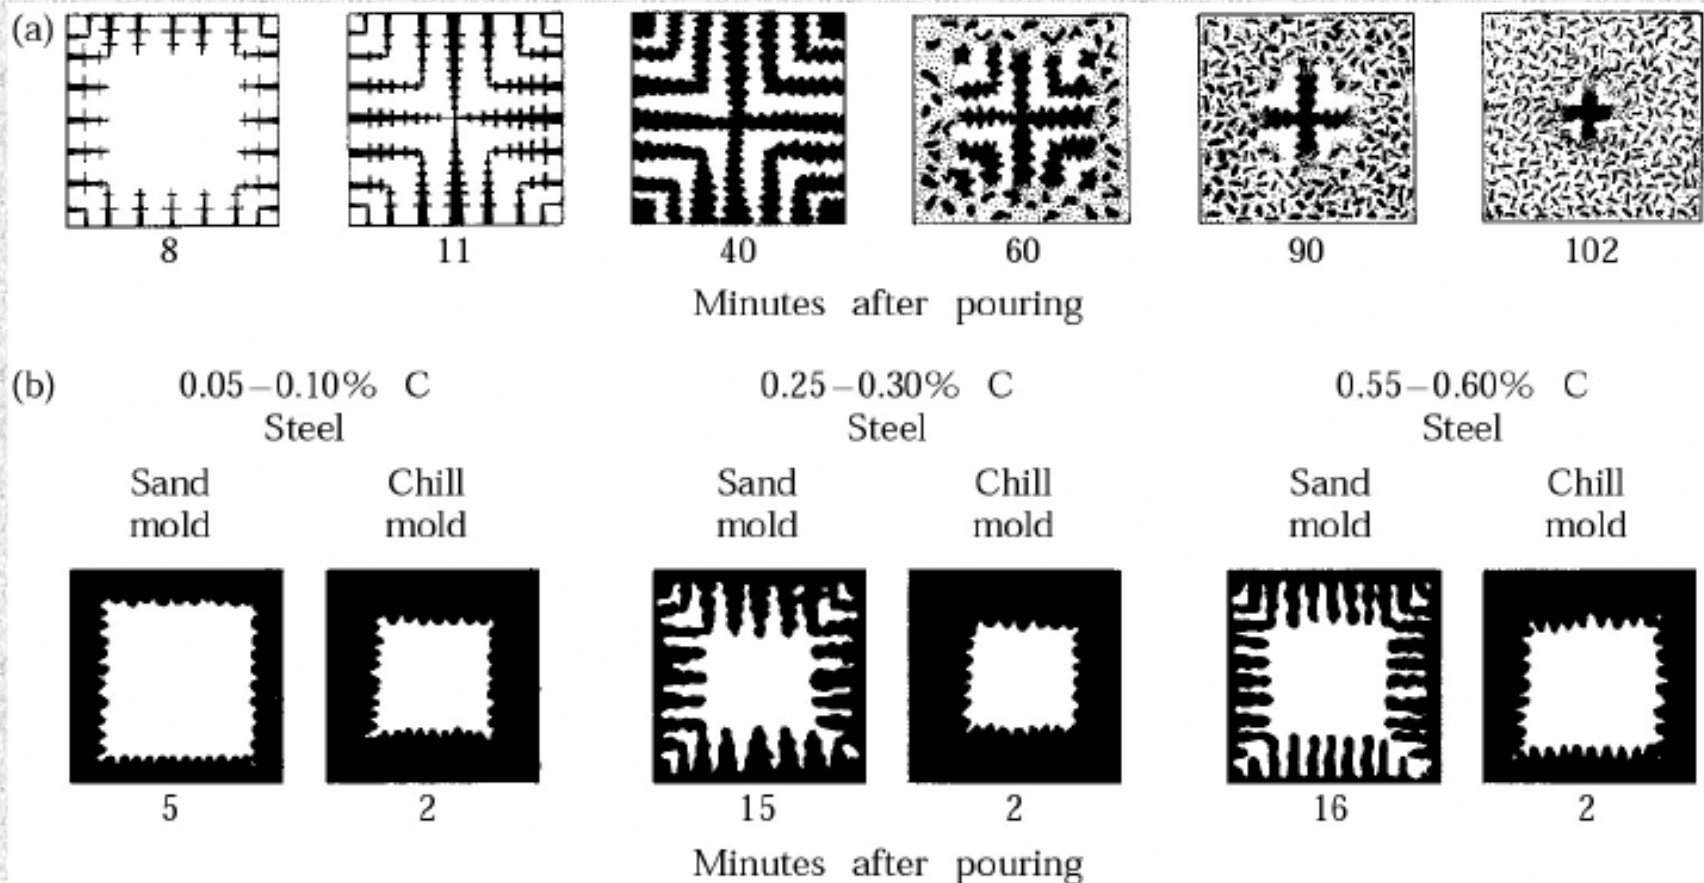 (a)
8 11 40 60 90 102
Minutes after pouring
(b) 0.05–0.10% C 0.25–0.30% C 0.55–0.60% C
Steel Steel Steel
Sand Chill Sand Chill Sand Chill
mold mold mold mold mold mold
5 2 15 2 16 2
Minutes after pouring